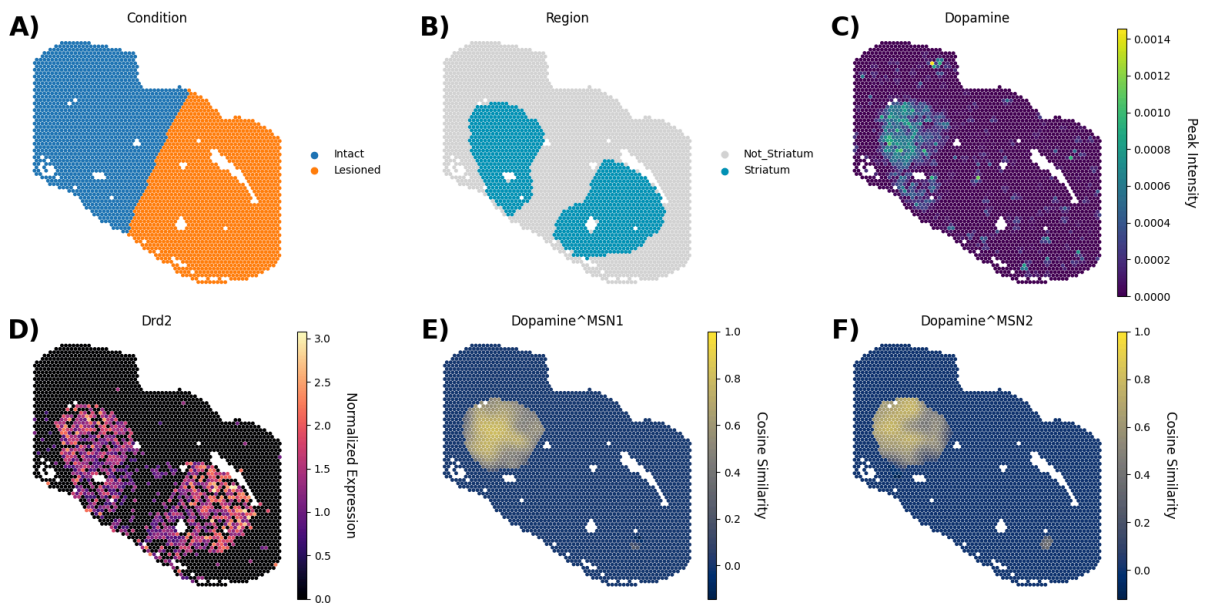 A)
Condition
Intact
Lesioned
B)
Region
Not_Striatum
Striatum
C)
Dopamine
0.0014
0.0012
0.0010
0.0008
0.0006
0.0004
0.0002
0.0000
Peak Intensity
D)
Drd2
3.0
2.5
2.0
1.5
1.0
0.5
0.0
Normalized Expression
E)
Dopamine^MSN1
1.0
0.8
0.6
0.4
0.2
0.0
Cosine Similarity
F)
Dopamine^MSN2
1.0
0.8
0.6
0.4
0.2
0.0
Cosine Similarity